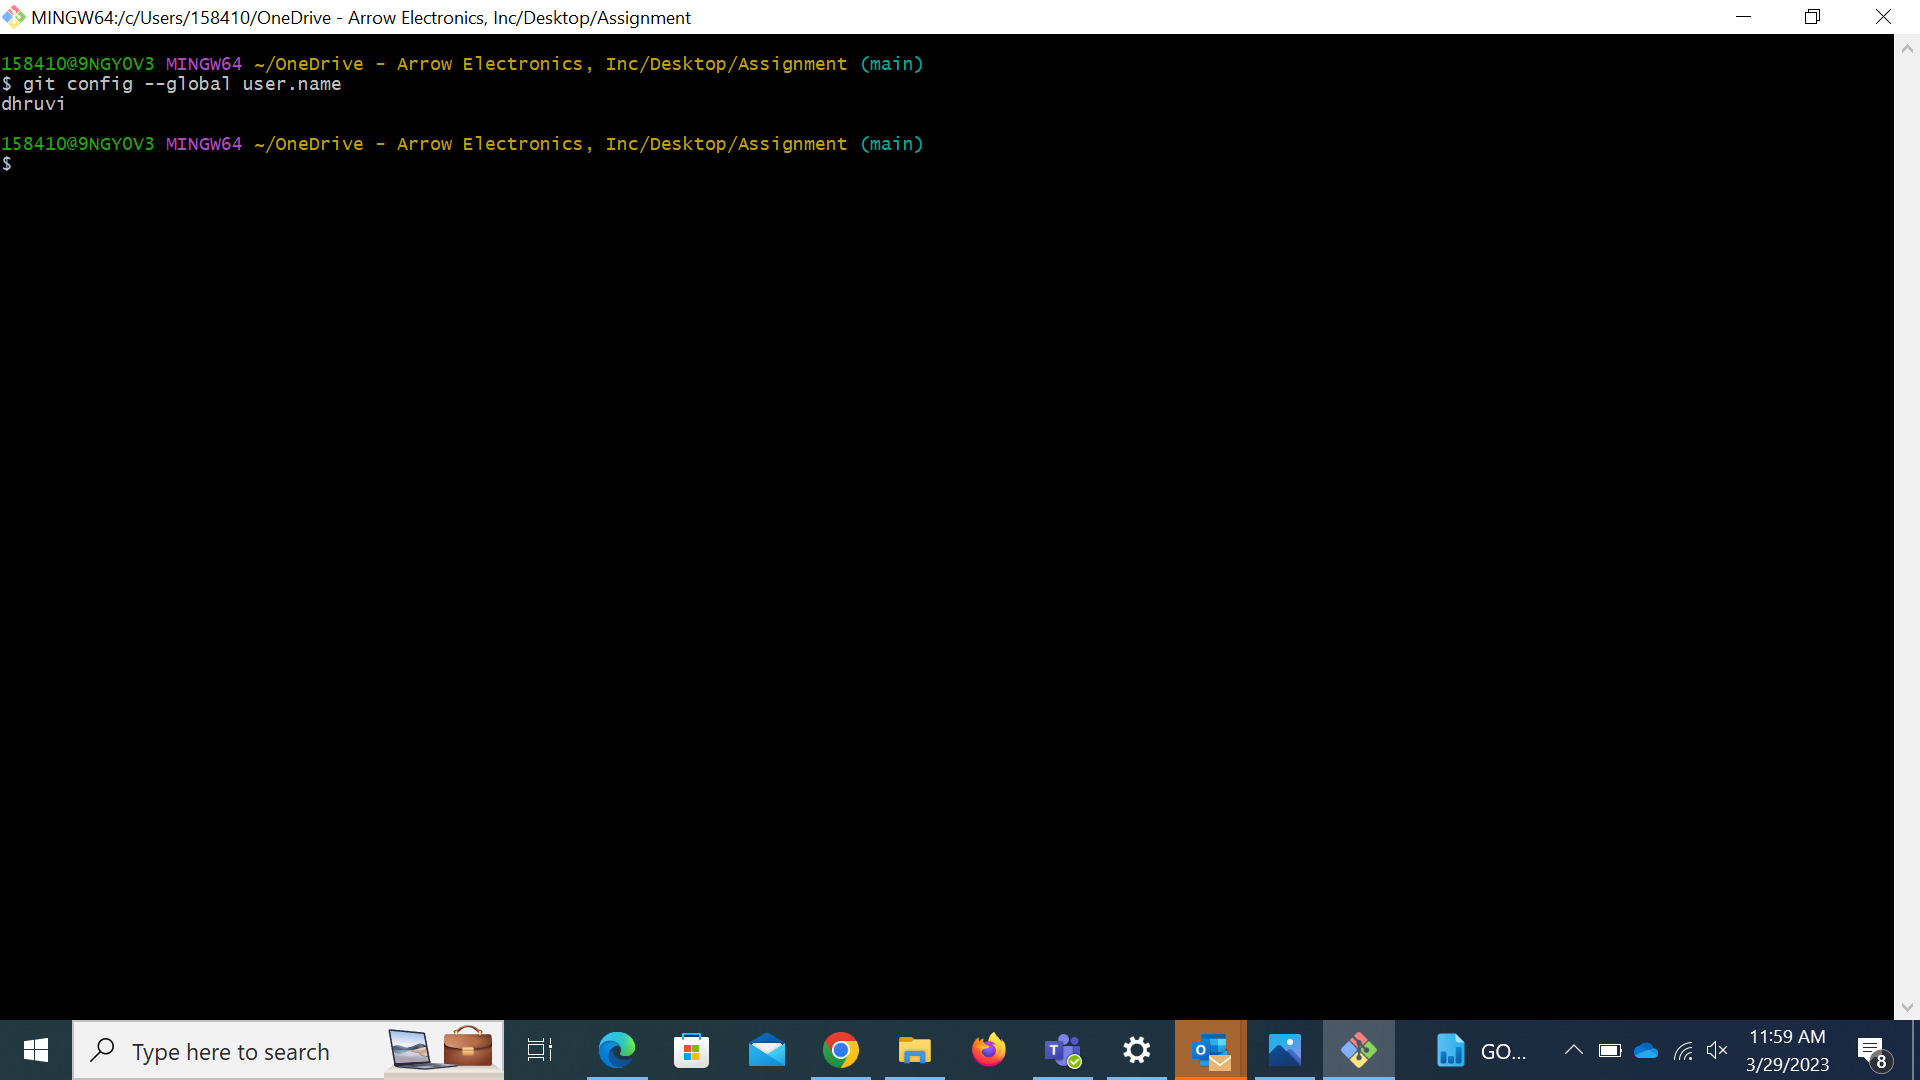 MINGW64:/c/Users/158410/OneDrive - Arrow Electronics, Inc/Desktop/Assignment
158410@9NGY0V3 MINGW64 ~/OneDrive - Arrow Electronics, Inc/Desktop/Assignment (main)
$ git config --global user.name
dhruvi
158410@9NGY0V3 MINGW64 ~/OneDrive - Arrow Electronics, Inc/Desktop/Assignment (main)
$
Type here to search
GO...
11:59 AM
3/29/2023
8